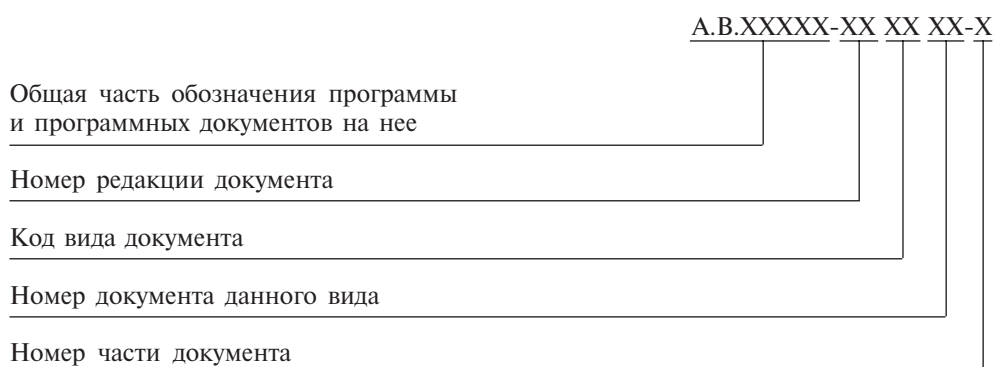 А.В.ХХХХХ-ХХ ХХ ХХ-Х
Общая часть обозначения программы
и программных документов на нее
Номер редакции документа
Код вида документа
Номер документа данного вида
Номер части документа